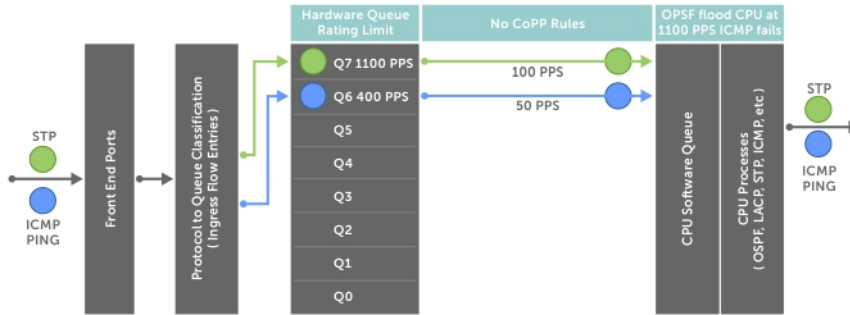 Hardware Queue
Rating Limit
No CoPP Rules
OPSF flood CPU at
1100 PPS ICMP fails
STP
ICMP
PING
Front End Ports
Protocol to Queue Classification
( Ingress Flow Entries )
Q7 1100 PPS
Q6 400 PPS
Q5
Q4
Q3
Q2
Q1
Q0
100 PPS
50 PPS
CPU Software Queue
CPU Processes
( OSPF, LACP, STP, ICMP, etc )
STP
ICMP
PING